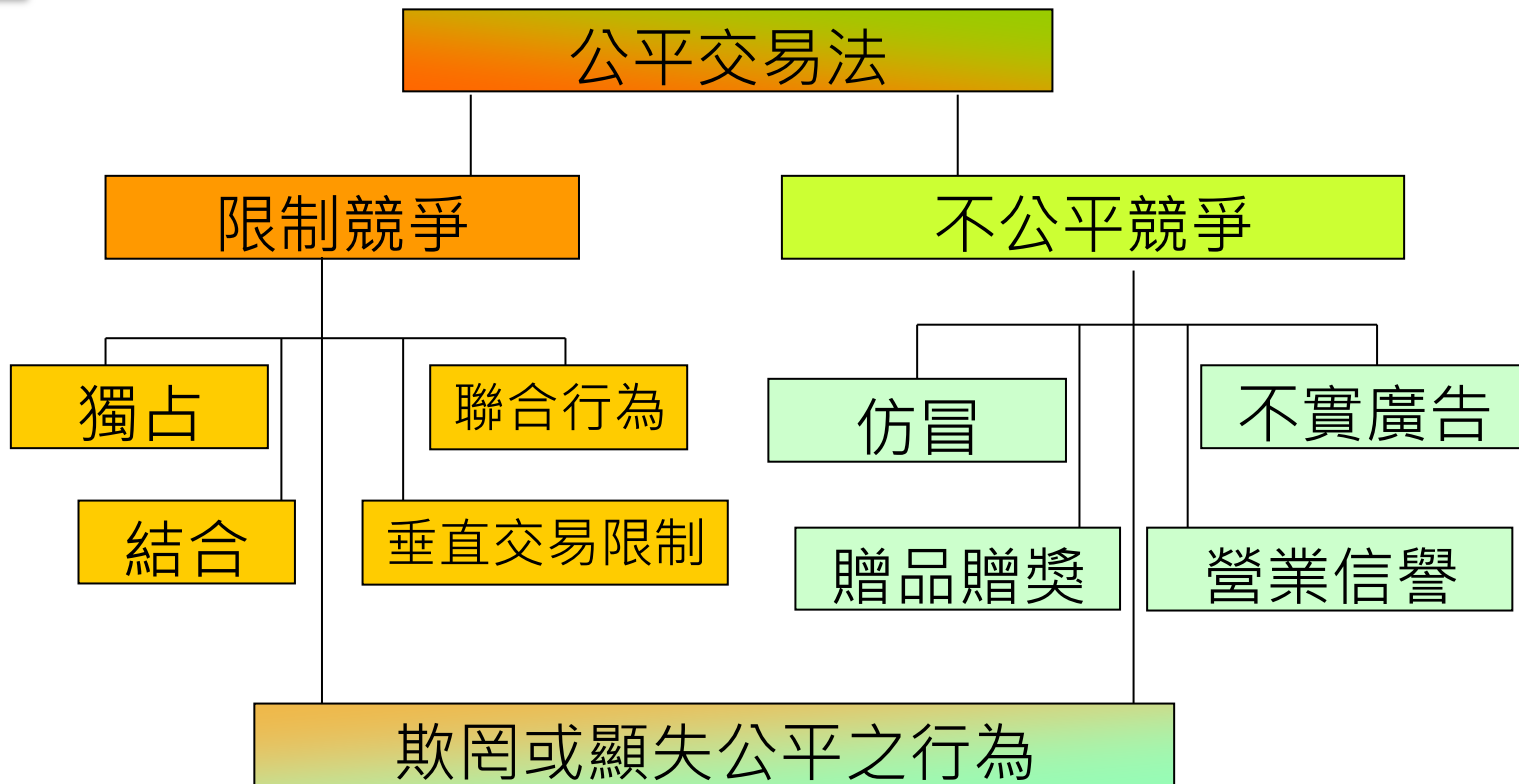 公平交易法
限制競爭
不公平競爭
獨占
聯合行為
結合
垂直交易限制
仿冒
不實廣告
贈品贈獎
營業信譽
欺罔或顯失公平之行為